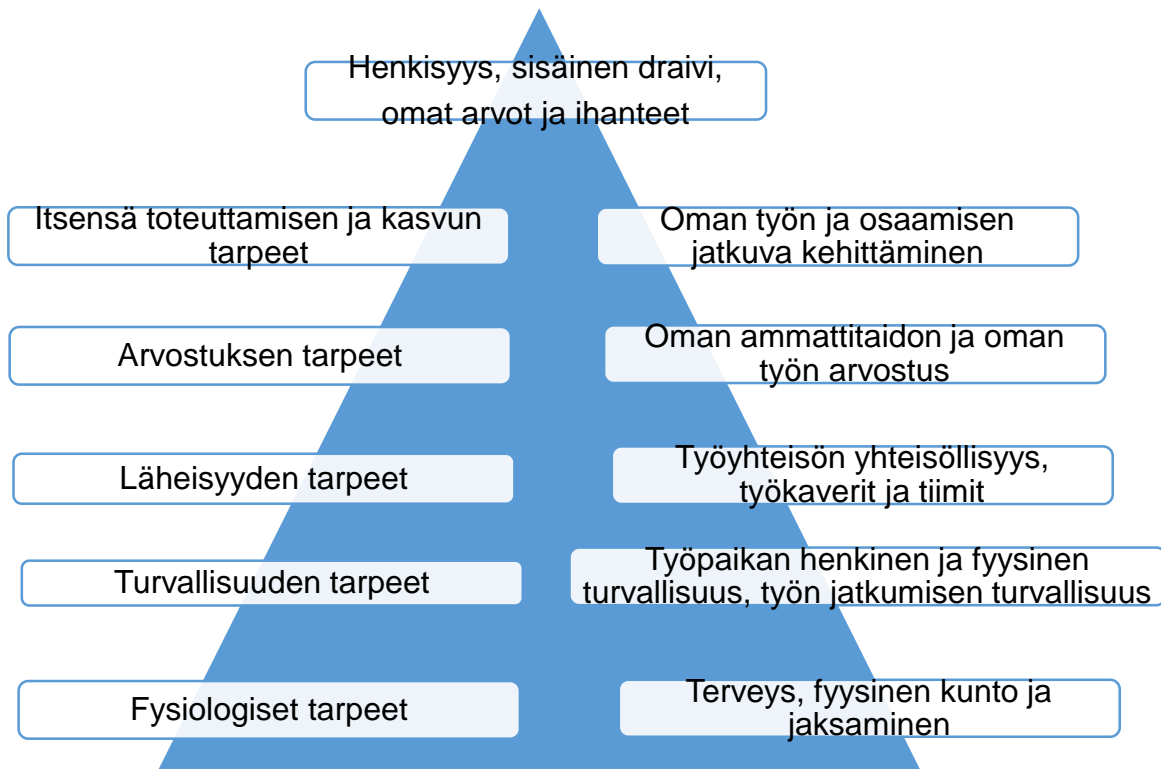 Henkisyys, sisäinen draivi,
omat arvot ja ihanteet
Itsensä toteuttamisen ja kasvun
tarpeet
Oman työn ja osaamisen
jatkuva kehittäminen
Arvostuksen tarpeet
Oman ammattitaidon ja oman
työn arvostus
Läheisyyden tarpeet
Työyhteisön yhteisöllisyys,
työkaverit ja tiimit
Turvallisuuden tarpeet
Työpaikan henkinen ja fyysinen
turvallisuus, työn jatkumisen turvallisuus
Fysiologiset tarpeet
Terveys, fyysinen kunto ja
jaksaminen